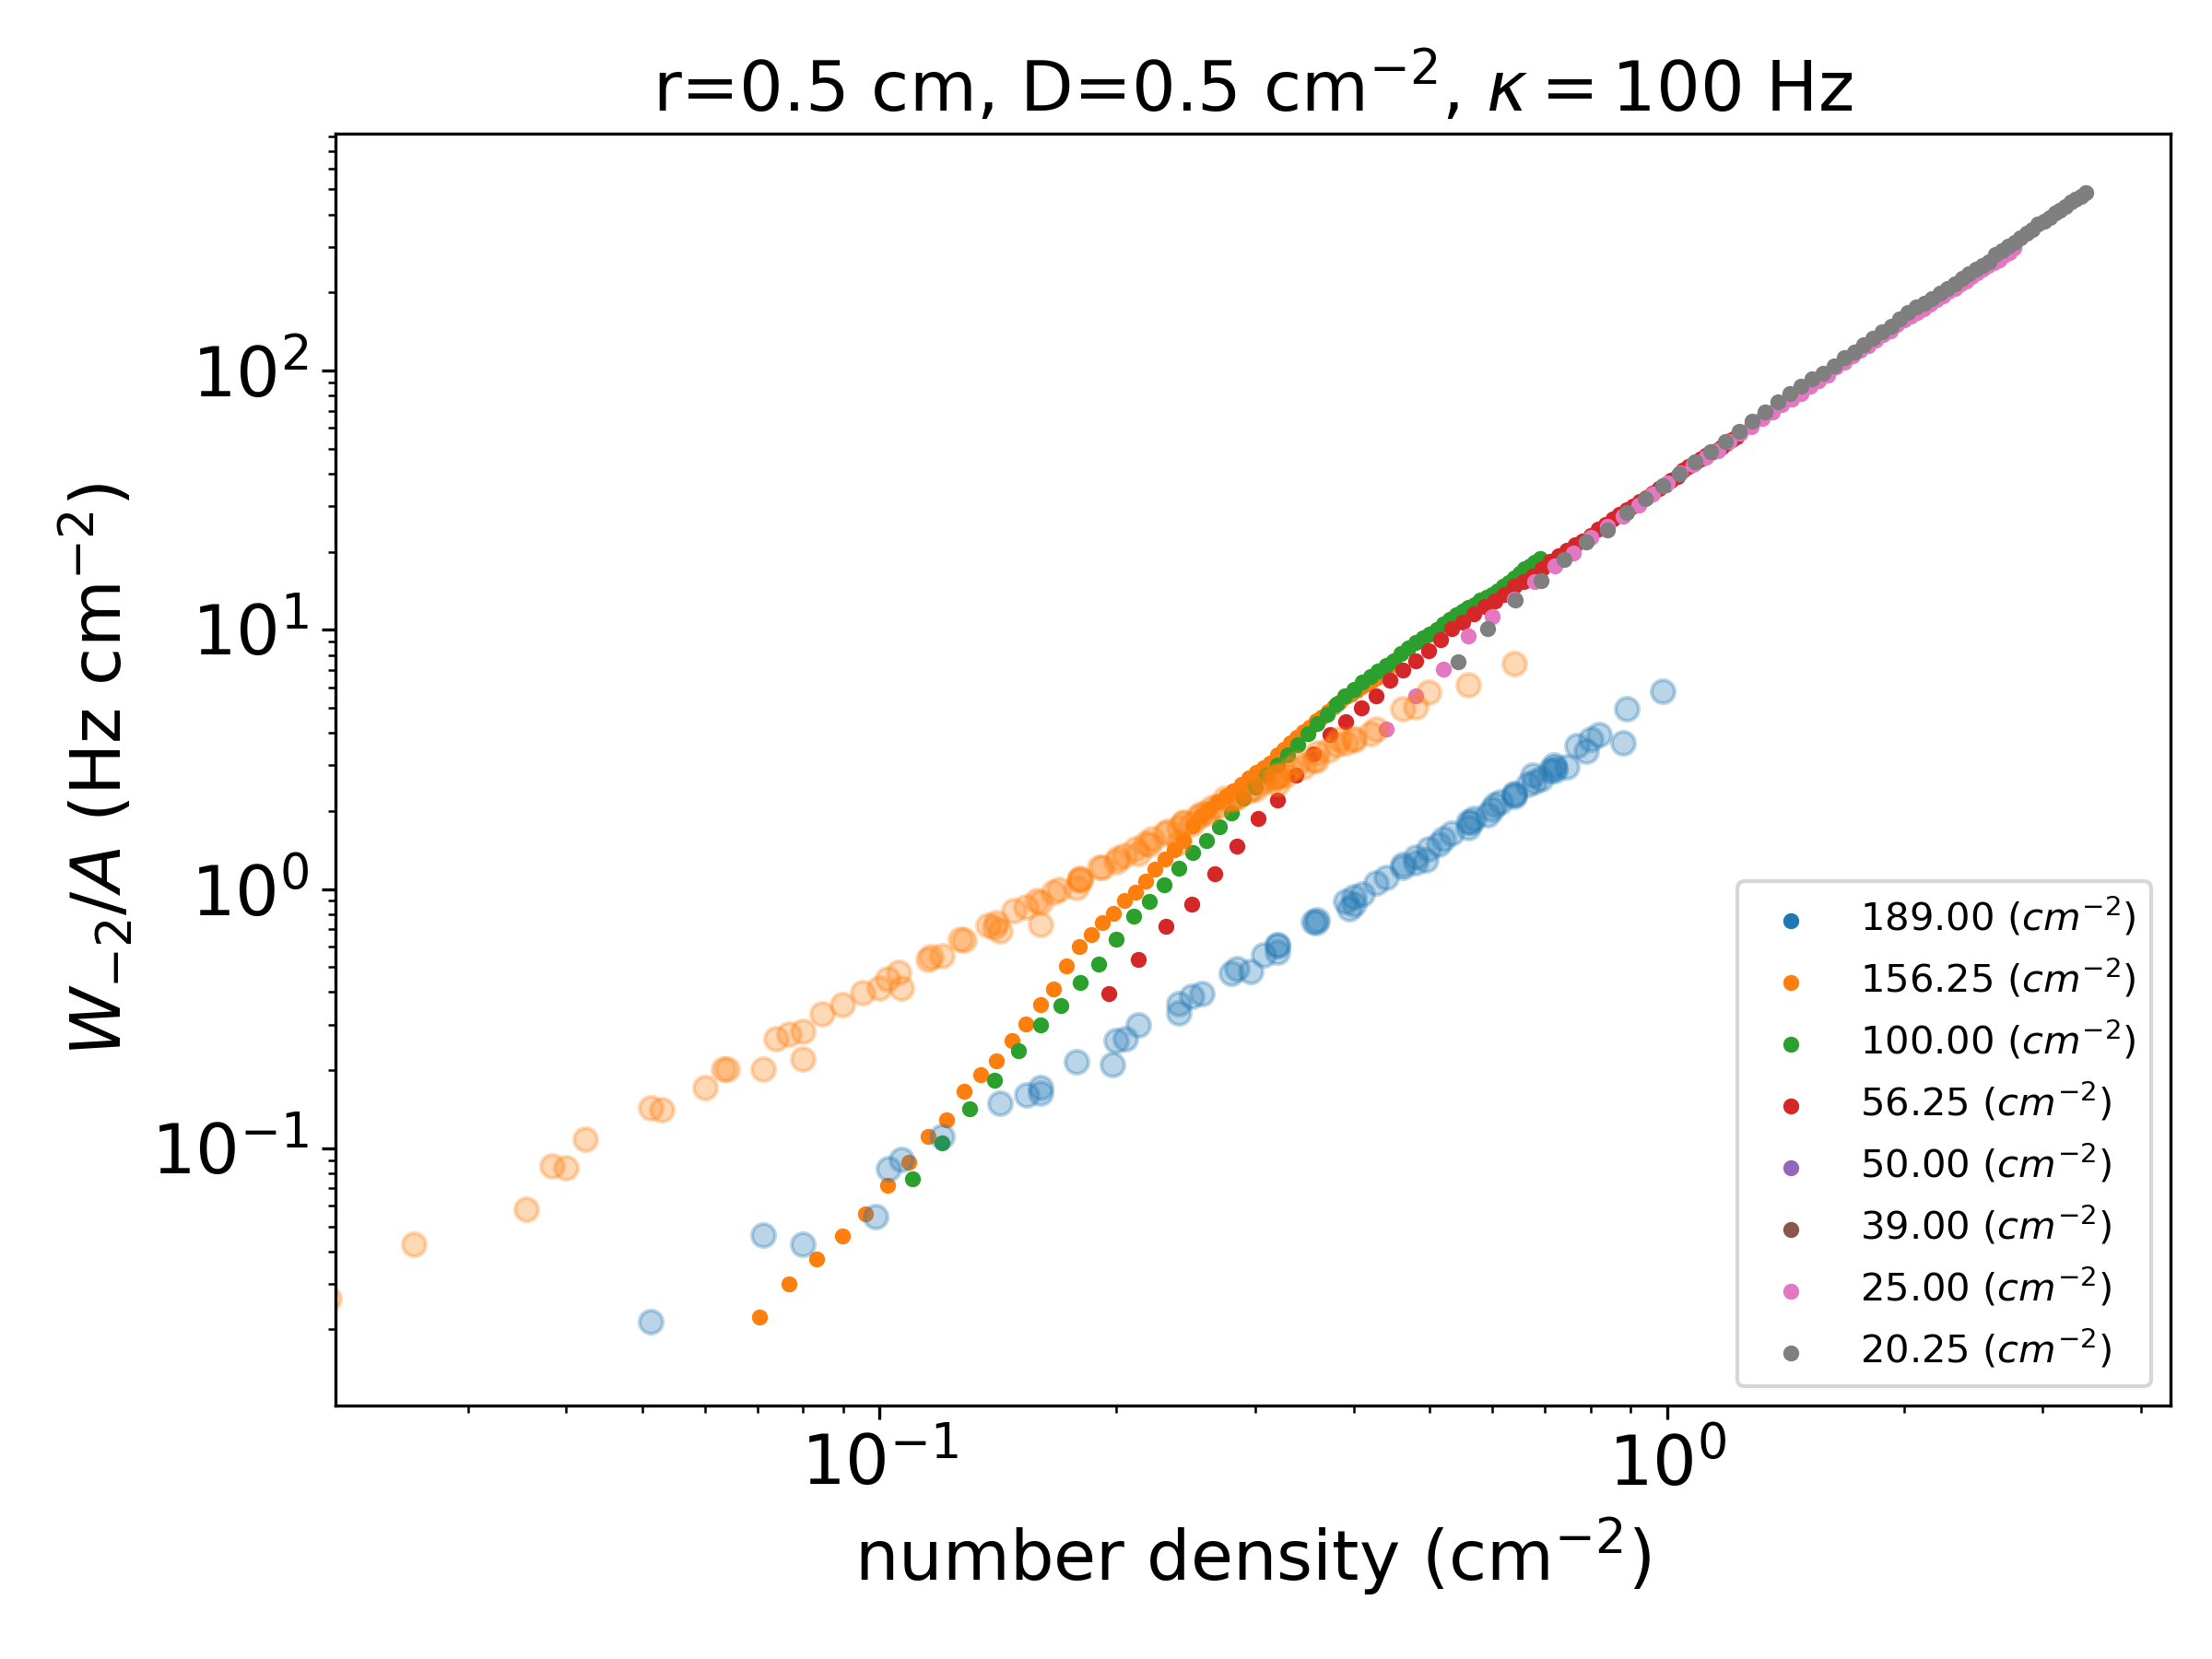 r=0.5 cm, D=0.5 cm⁻², κ = 100 Hz
W₋₂/A (Hz cm⁻²)
10²
10¹
10⁰
10⁻¹
10⁻¹
10⁰
number density (cm⁻²)
189.00 (cm⁻²)
156.25 (cm⁻²)
100.00 (cm⁻²)
56.25 (cm⁻²)
50.00 (cm⁻²)
39.00 (cm⁻²)
25.00 (cm⁻²)
20.25 (cm⁻²)